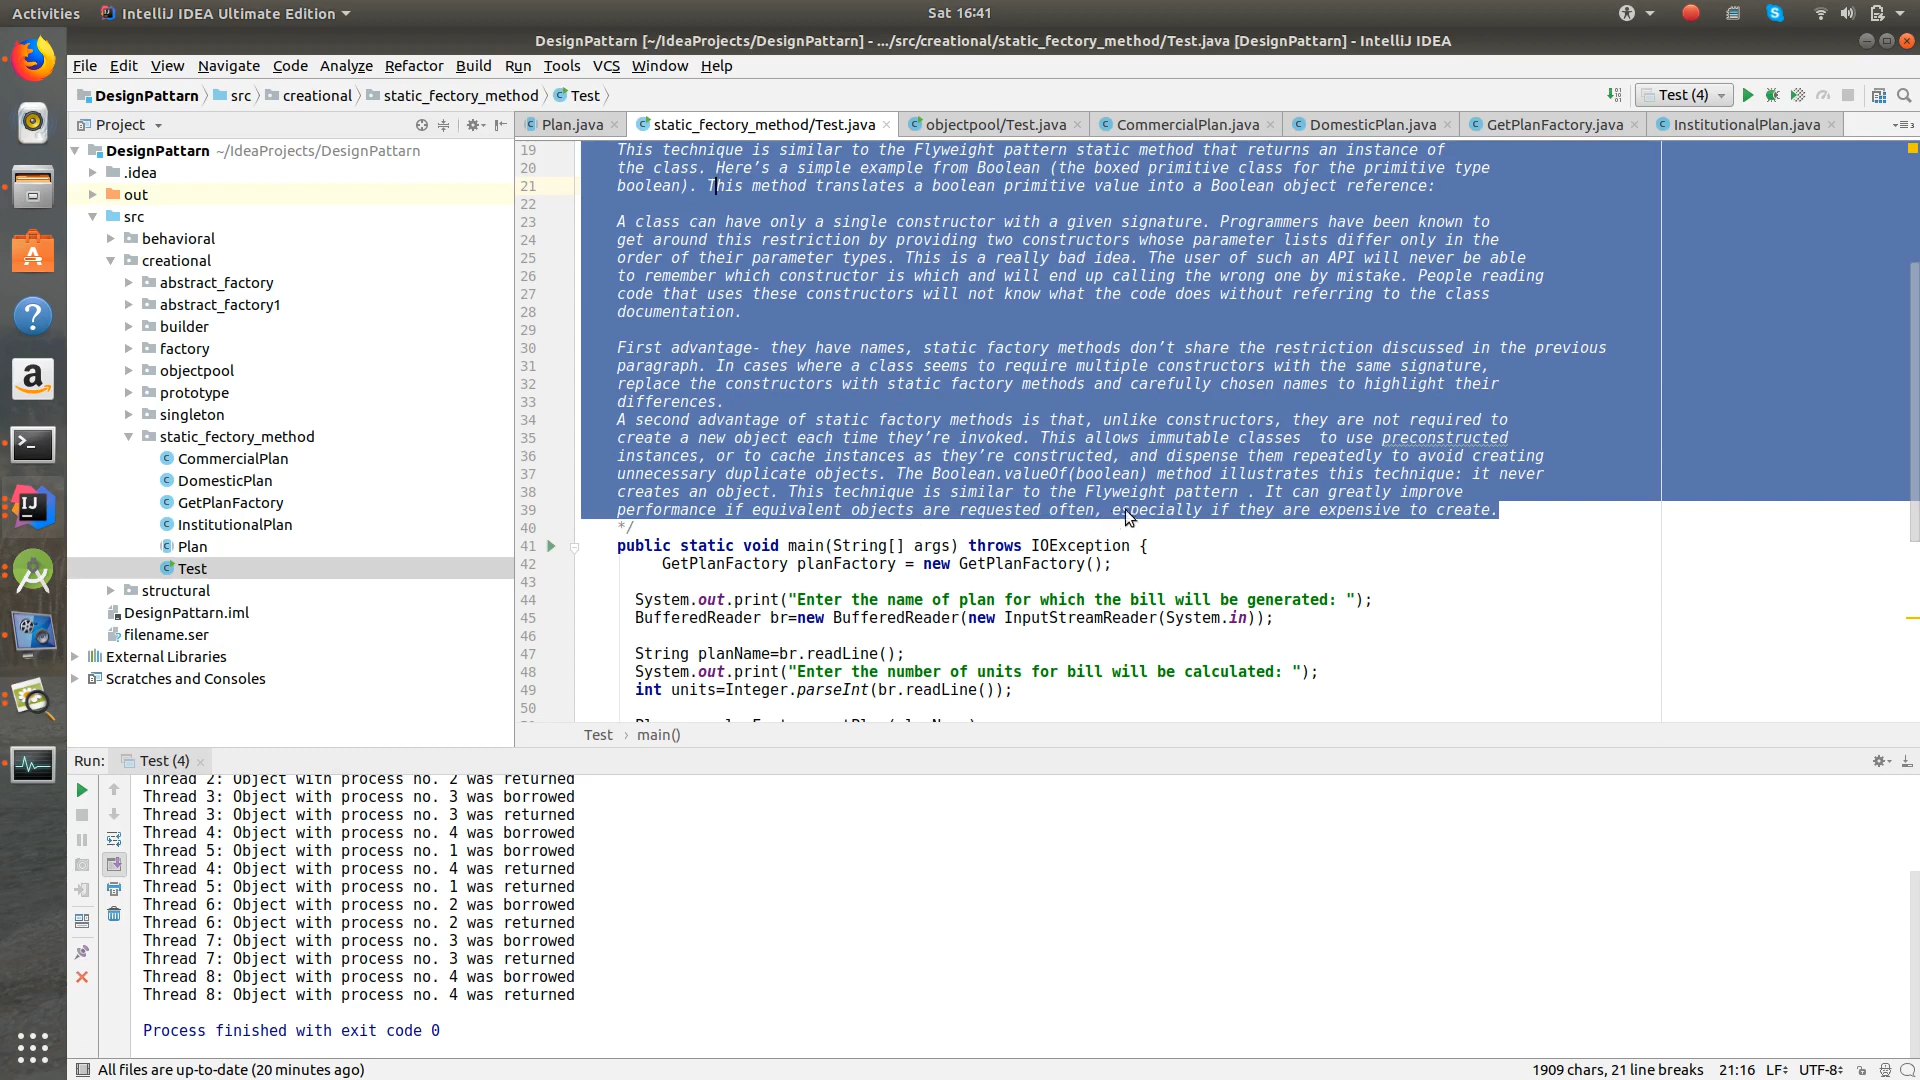 Activities IntelliJ IDEA Ultimate Edition Sat 16:41
DesignPattarn [~/IdeaProjects/DesignPattarn] - .../src/creational/static_fectory_method/Test.java [DesignPattarn] - IntelliJ IDEA
File Edit View Navigate Code Analyze Refactor Build Run Tools VCS Window Help
DesignPattarn src creational static_fectory_method Test Test (4)
Project Plan.java static_fectory_method/Test.java objectpool/Test.java CommercialPlan.java DomesticPlan.java GetPlanFactory.java InstitutionalPlan.java
DesignPattarn ~/IdeaProjects/DesignPattarn
.idea
out
src
behavioral
creational
abstract_factory
abstract_factory1
builder
factory
objectpool
prototype
singleton
static_fectory_method
CommercialPlan
DomesticPlan
GetPlanFactory
InstitutionalPlan
Plan
Test
structural
DesignPattarn.iml
filename.ser
External Libraries
Scratches and Consoles
19 This technique is similar to the Flyweight pattern static method that returns an instance of
20 the class. Here's a simple example from Boolean (the boxed primitive class for the primitive type
21 boolean). This method translates a boolean primitive value into a Boolean object reference:
22
23 A class can have only a single constructor with a given signature. Programmers have been known to
24 get around this restriction by providing two constructors whose parameter lists differ only in the
25 order of their parameter types. This is a really bad idea. The user of such an API will never be able
26 to remember which constructor is which and will end up calling the wrong one by mistake. People reading
27 code that uses these constructors will not know what the code does without referring to the class
28 documentation.
29
30 First advantage- they have names, static factory methods don't share the restriction discussed in the previous
31 paragraph. In cases where a class seems to require multiple constructors with the same signature,
32 replace the constructors with static factory methods and carefully chosen names to highlight their
33 differences.
34 A second advantage of static factory methods is that, unlike constructors, they are not required to
35 create a new object each time they're invoked. This allows immutable classes  to use preconstructed
36 instances, or to cache instances as they're constructed, and dispense them repeatedly to avoid creating
37 unnecessary duplicate objects. The Boolean.valueOf(boolean) method illustrates this technique: it never
38 creates an object. This technique is similar to the Flyweight pattern . It can greatly improve
39 performance if equivalent objects are requested often, especially if they are expensive to create.
40 */
41 public static void main(String[] args) throws IOException {
42 GetPlanFactory planFactory = new GetPlanFactory();
43
44 System.out.print("Enter the name of plan for which the bill will be generated: ");
45 BufferedReader br=new BufferedReader(new InputStreamReader(System.in));
46
47 String planName=br.readLine();
48 System.out.print("Enter the number of units for bill will be calculated: ");
49 int units=Integer.parseInt(br.readLine());
50
Test main()
Run: Test (4)
Thread 2: Object with process no. 2 was returned
Thread 3: Object with process no. 3 was borrowed
Thread 3: Object with process no. 3 was returned
Thread 4: Object with process no. 4 was borrowed
Thread 5: Object with process no. 1 was borrowed
Thread 4: Object with process no. 4 was returned
Thread 5: Object with process no. 1 was returned
Thread 6: Object with process no. 2 was borrowed
Thread 6: Object with process no. 2 was returned
Thread 7: Object with process no. 3 was borrowed
Thread 7: Object with process no. 3 was returned
Thread 8: Object with process no. 4 was borrowed
Thread 8: Object with process no. 4 was returned
Process finished with exit code 0
All files are up-to-date (20 minutes ago) 1909 chars, 21 line breaks 21:16 LF UTF-8